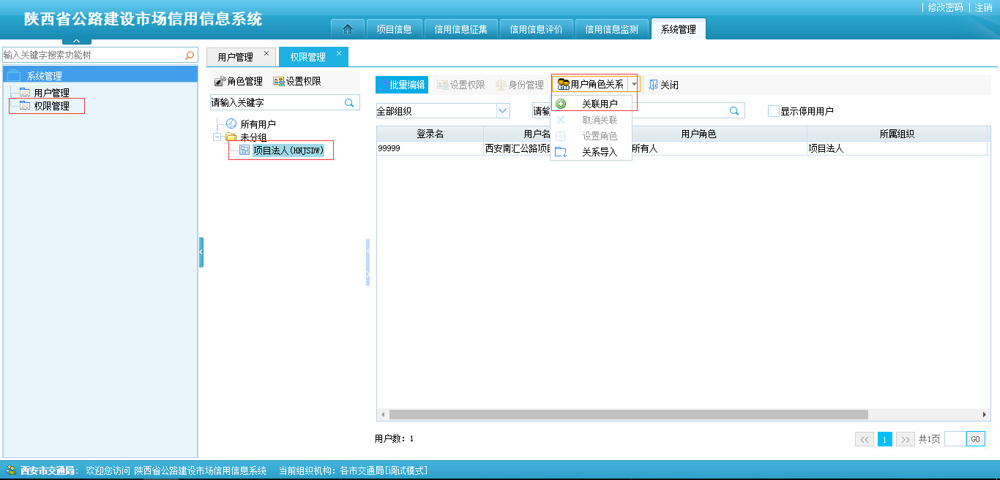 陕西省公路建设市场信用信息系统
修改密码 注销
项目信息 信用信息征集 信用信息评价 信用信息监测 系统管理
输入关键字搜索功能树
系统管理
用户管理
权限管理
用户管理 × 权限管理 ×
角色管理 设置权限
请输入关键字
所有用户
未分组
项目法人(HNJSDW)
批量编辑 设置权限 身份管理 用户角色关系 关闭
全部组织 请输 显示停用用户
关联用户
取消关联
设置角色
关系导入
登录名 用户名 用户角色 所属组织
99999 西安南汇公路项目 所有人 项目法人
用户数: 1
<< 1 >> 共1页 GO
西安市交通局: 欢迎您访问 陕西省公路建设市场信用信息系统 当前组织机构: 各市交通局[调试模式]